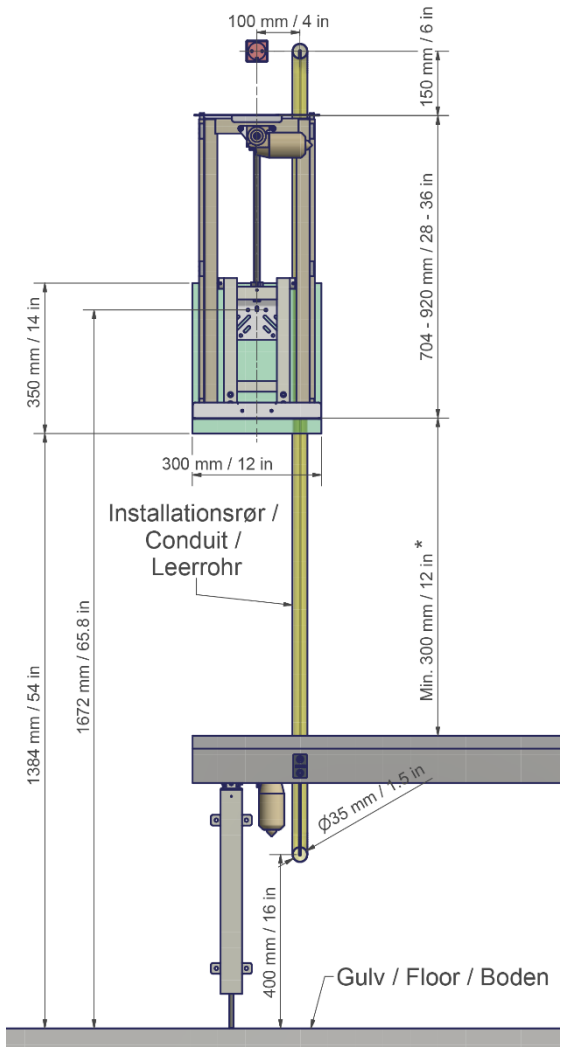 100 mm / 4 in
150 mm / 6 in
704 - 920 mm / 28 - 36 in
350 mm / 14 in
300 mm / 12 in
Installationsrør /
Conduit /
Leerrohr
Min. 300 mm / 12 in *
1672 mm / 65.8 in
1384 mm / 54 in
Ø35 mm / 1.5 in
400 mm / 16 in
Gulv / Floor / Boden